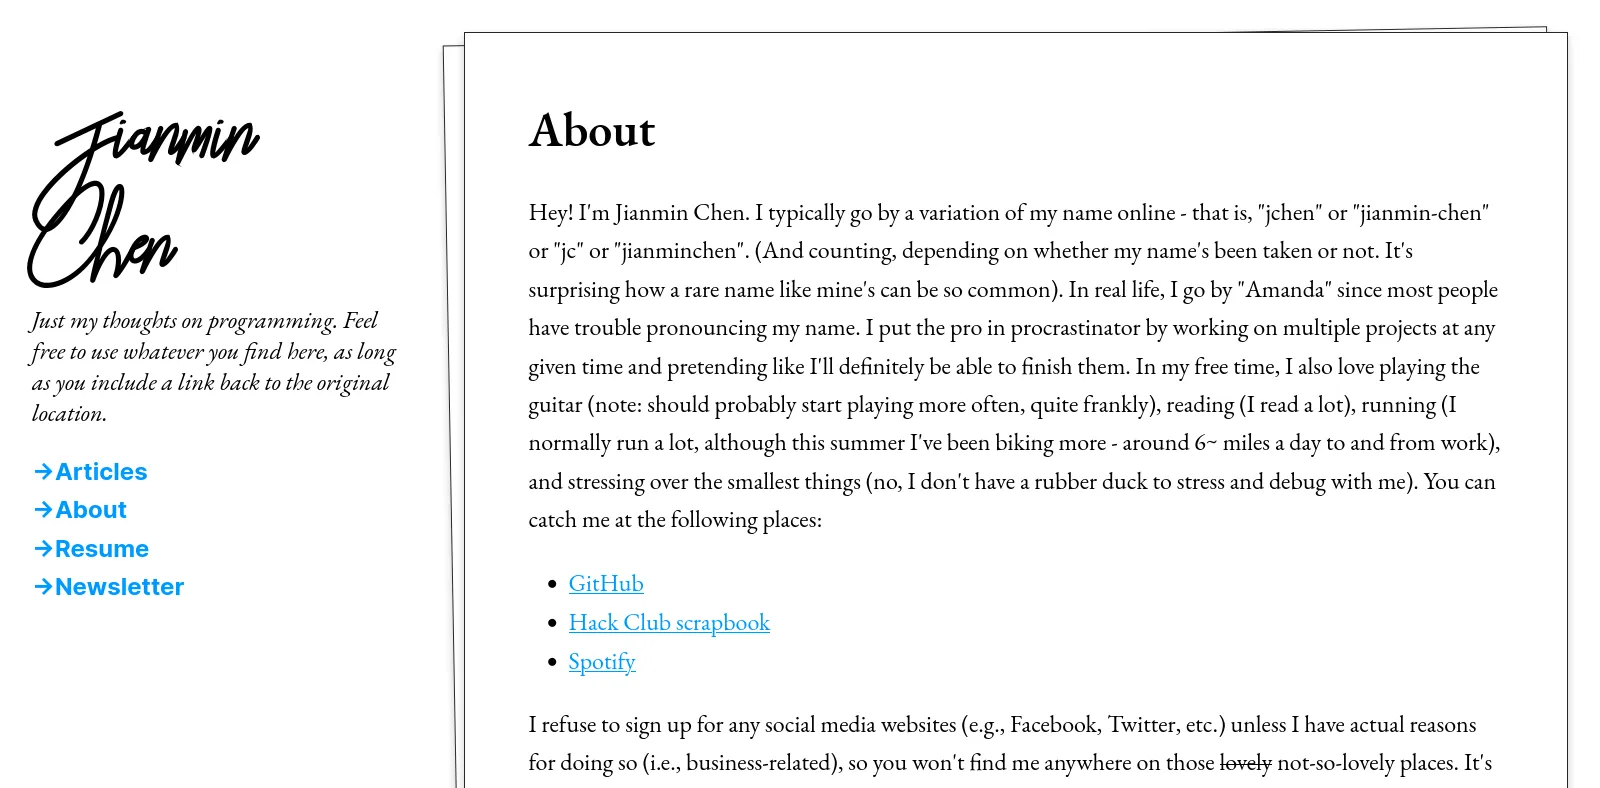 Jianmin
Chen
Just my thoughts on programming. Feel
free to use whatever you find here, as long
as you include a link back to the original
location.
→Articles
→About
→Resume
→Newsletter
About
Hey! I'm Jianmin Chen. I typically go by a variation of my name online - that is, "jchen" or "jianmin-chen"
or "jc" or "jianminchen". (And counting, depending on whether my name's been taken or not. It's
surprising how a rare name like mine's can be so common). In real life, I go by "Amanda" since most people
have trouble pronouncing my name. I put the pro in procrastinator by working on multiple projects at any
given time and pretending like I'll definitely be able to finish them. In my free time, I also love playing the
guitar (note: should probably start playing more often, quite frankly), reading (I read a lot), running (I
normally run a lot, although this summer I've been biking more - around 6~ miles a day to and from work),
and stressing over the smallest things (no, I don't have a rubber duck to stress and debug with me). You can
catch me at the following places:
• GitHub
• Hack Club scrapbook
• Spotify
I refuse to sign up for any social media websites (e.g., Facebook, Twitter, etc.) unless I have actual reasons
for doing so (i.e., business-related), so you won't find me anywhere on those lovely not-so-lovely places. It's